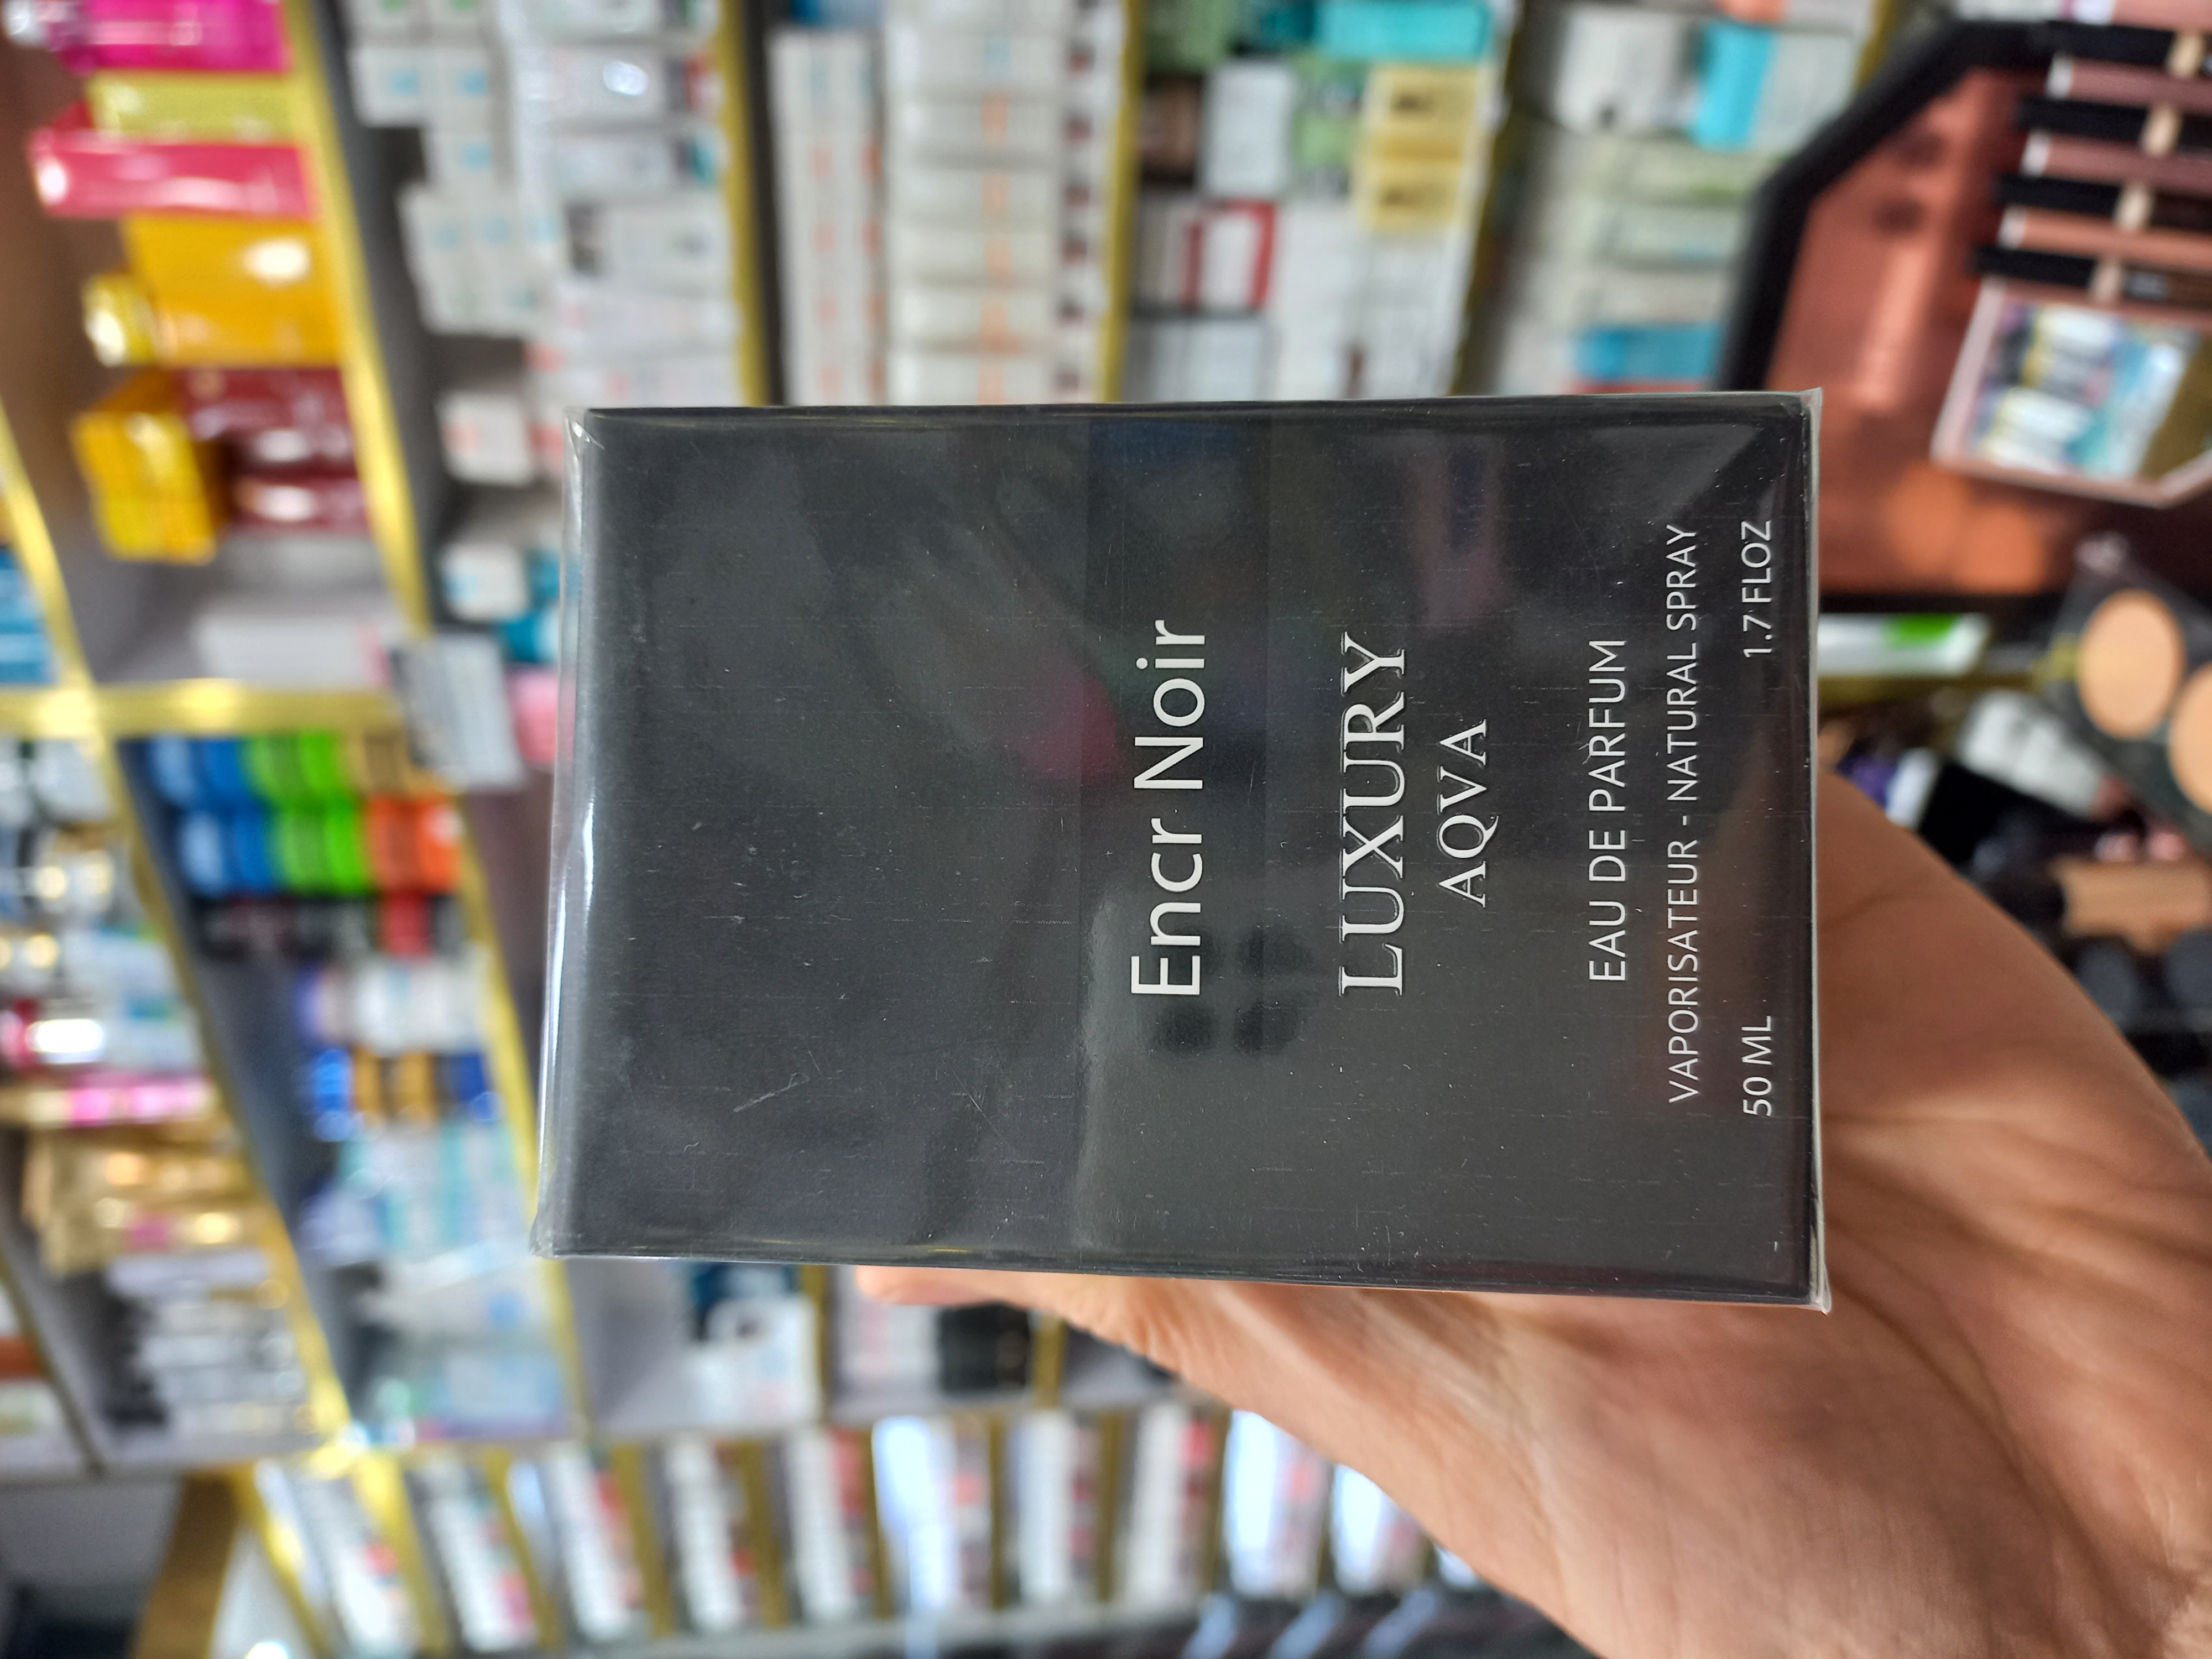 Encr Noir
LUXURY
AQVA
EAU DE PARFUM
VAPORISATEUR - NATURAL SPRAY
50 ML 1.7 FLOZ